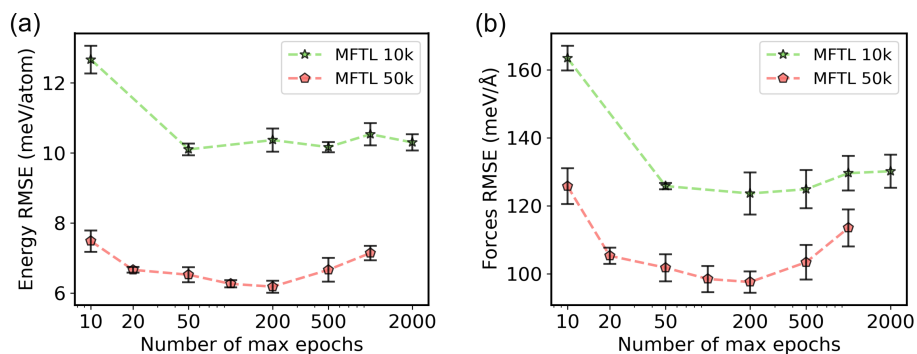 (a)
Energy RMSE (meV/atom)
12
10
8
6
MFTL 10k
MFTL 50k
10 20 50 200 500 2000
Number of max epochs
(b)
Forces RMSE (meV/Å)
160
140
120
100
MFTL 10k
MFTL 50k
10 20 50 200 500 2000
Number of max epochs